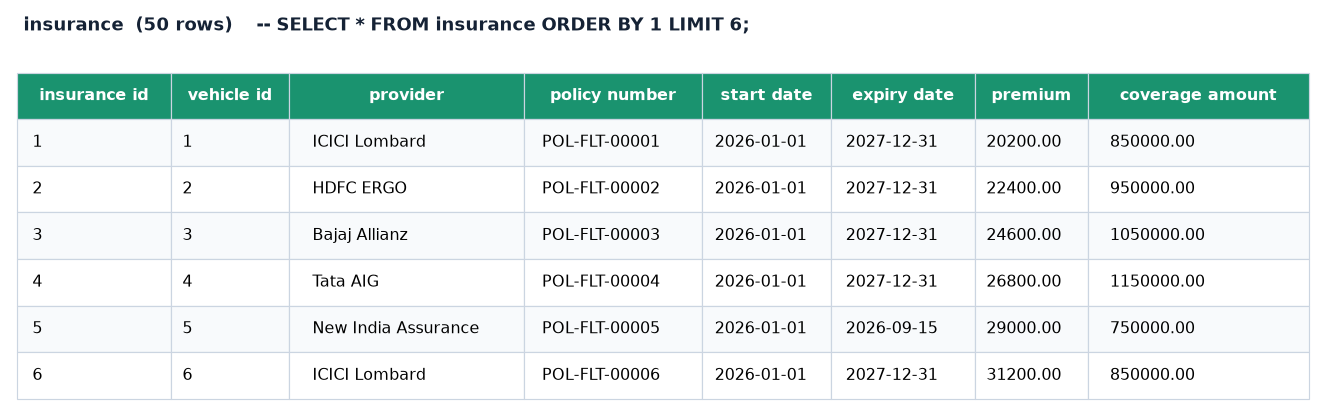 insurance  (50 rows)    -- SELECT * FROM insurance ORDER BY 1 LIMIT 6;
insurance id vehicle id provider policy number start date expiry date premium coverage amount
1 1 ICICI Lombard POL-FLT-00001 2026-01-01 2027-12-31 20200.00 850000.00
2 2 HDFC ERGO POL-FLT-00002 2026-01-01 2027-12-31 22400.00 950000.00
3 3 Bajaj Allianz POL-FLT-00003 2026-01-01 2027-12-31 24600.00 1050000.00
4 4 Tata AIG POL-FLT-00004 2026-01-01 2027-12-31 26800.00 1150000.00
5 5 New India Assurance POL-FLT-00005 2026-01-01 2026-09-15 29000.00 750000.00
6 6 ICICI Lombard POL-FLT-00006 2026-01-01 2027-12-31 31200.00 850000.00